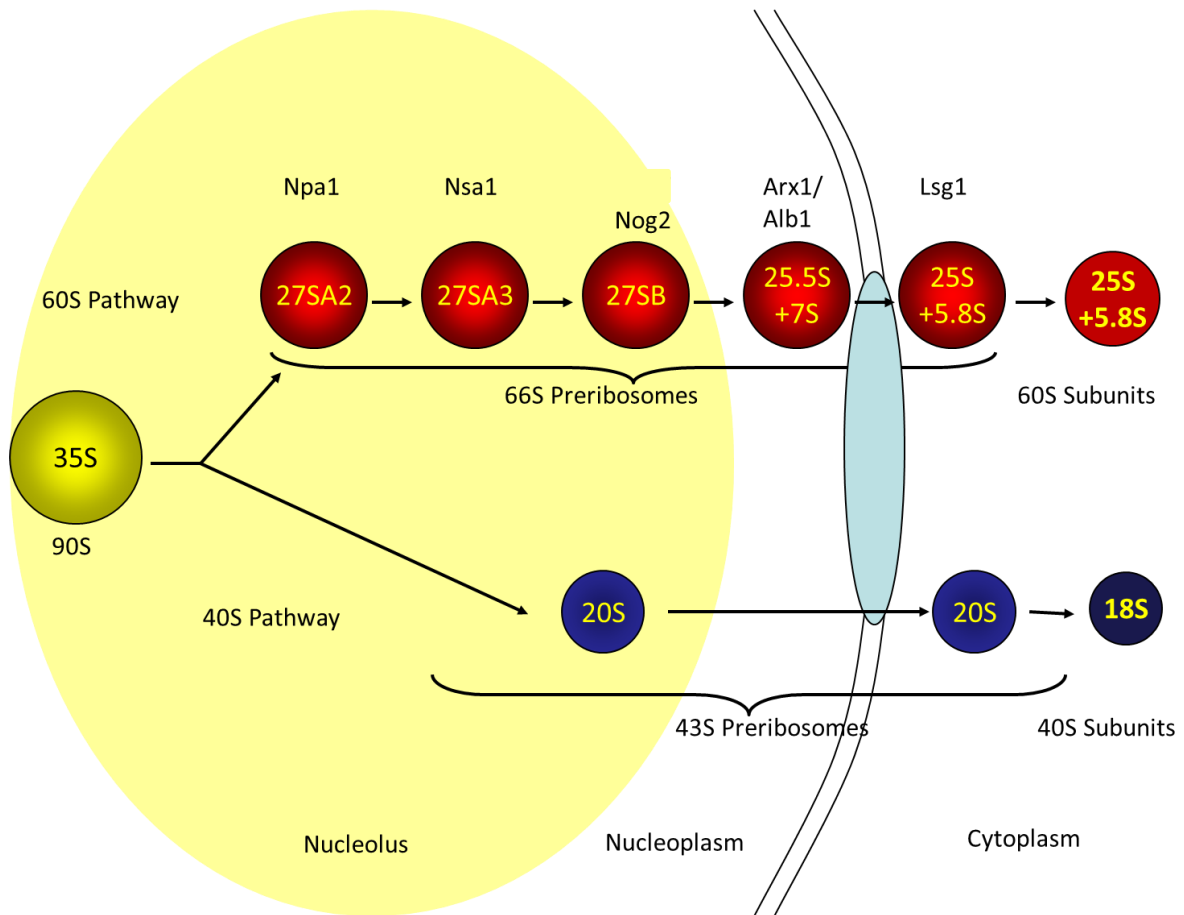 Npa1
Nsa1
Nog2
Arx1/
Alb1
Lsg1
60S Pathway
27SA2
27SA3
27SB
25.5S
+7S
25S
+5.8S
25S
+5.8S
66S Preribosomes
60S Subunits
35S
90S
40S Pathway
20S
20S
18S
43S Preribosomes
40S Subunits
Nucleolus
Nucleoplasm
Cytoplasm